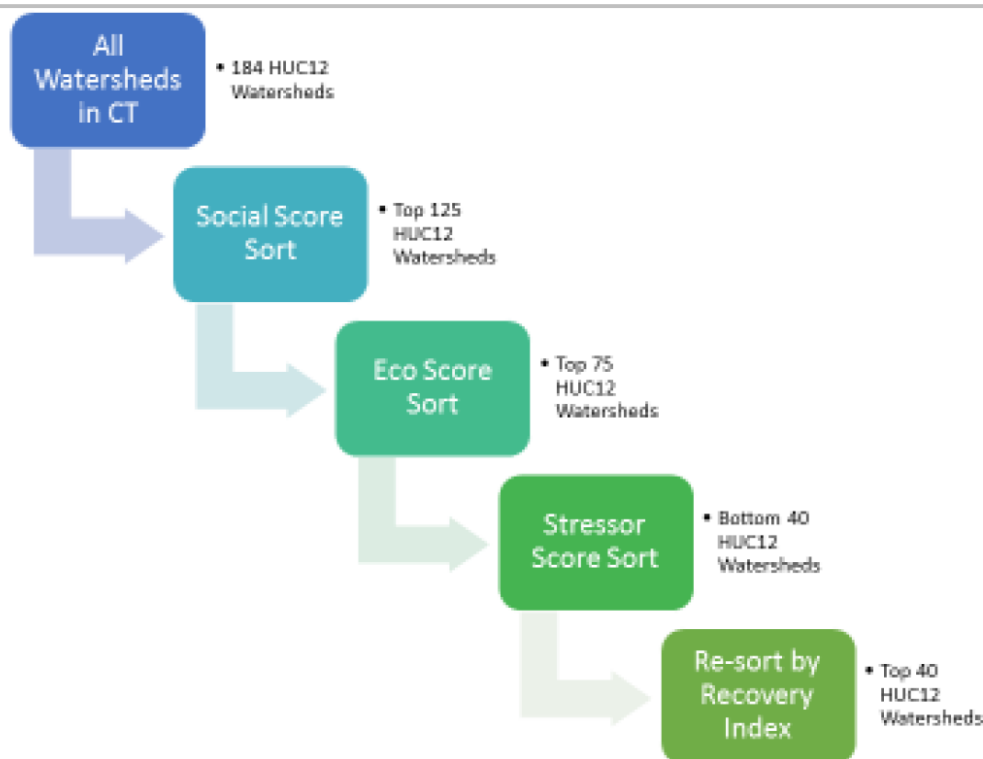 All
Watersheds
in CT
• 184 HUC12
Watersheds
Social Score
Sort
• Top 125
HUC12
Watersheds
Eco Score
Sort
• Top 75
HUC12
Watersheds
Stressor
Score Sort
• Bottom 40
HUC12
Watersheds
Re-sort by
Recovery
Index
• Top 40
HUC12
Watersheds